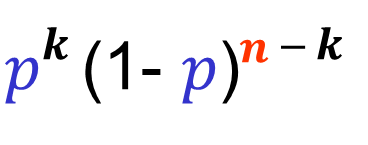 p^k (1- p)^{n – k}